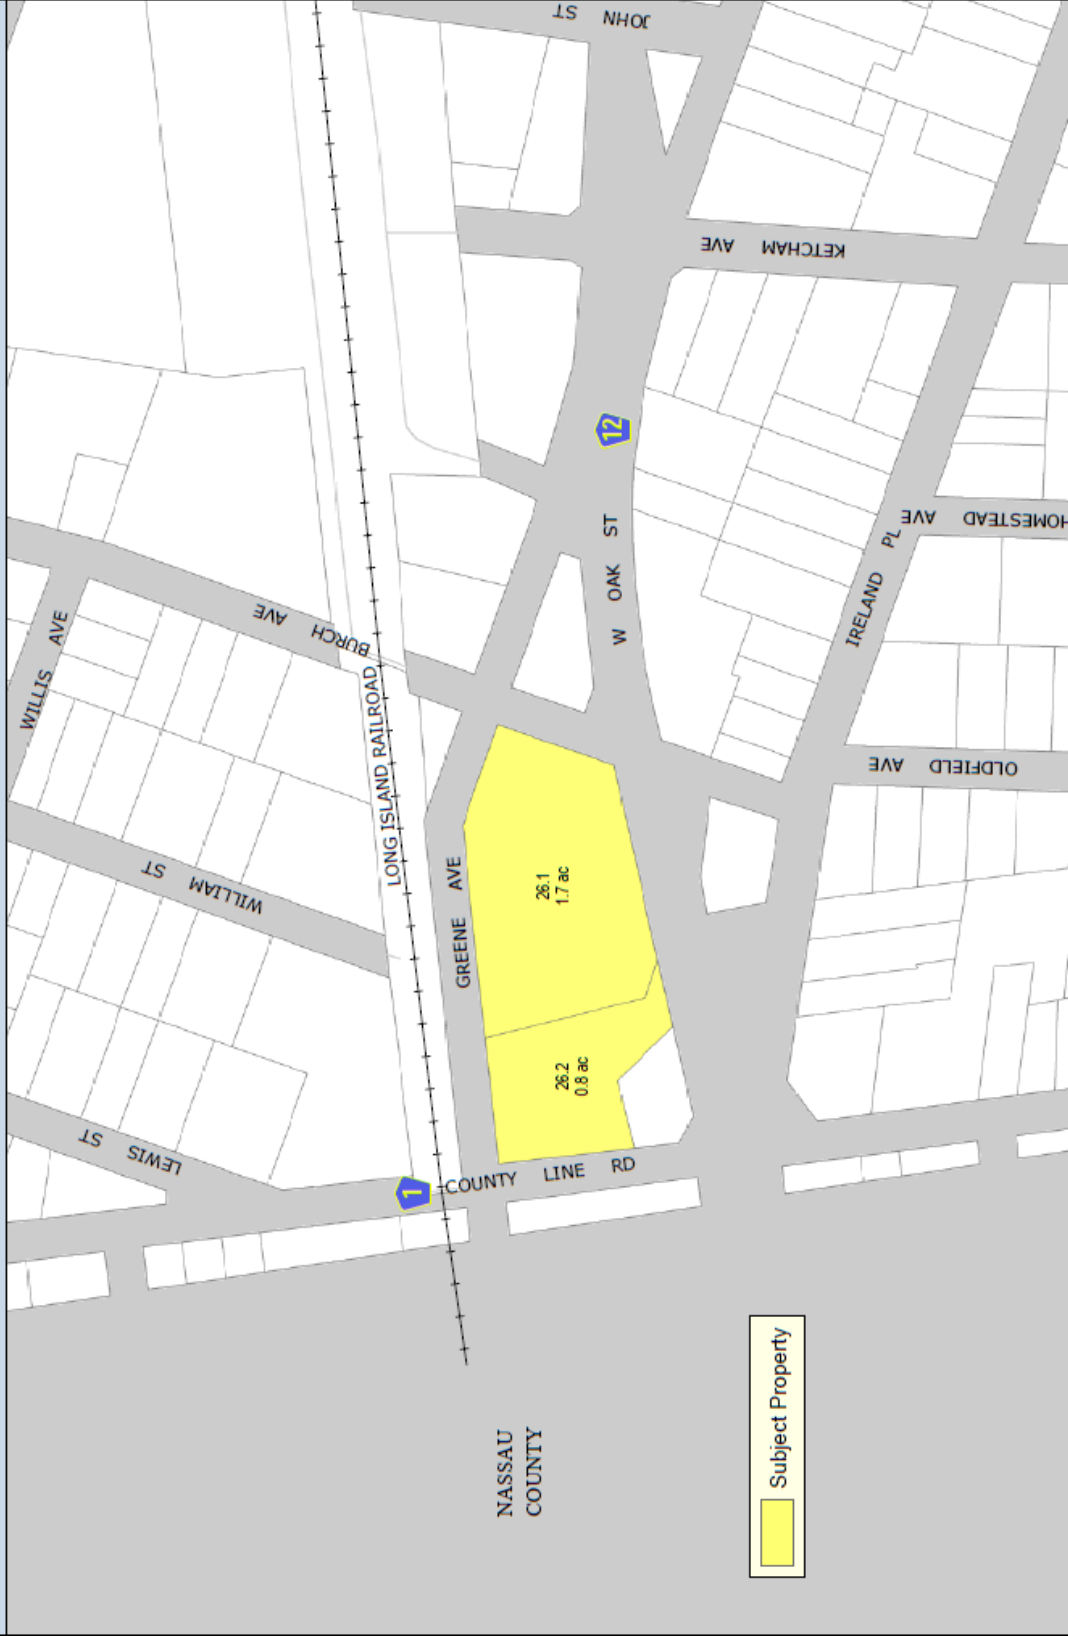 JOHN ST
KETCHAM AVE
12
W OAK ST
HOMESTEAD AVE
IRELAND PL
WILLIS AVE
BURCH AVE
LONG ISLAND RAILROAD
OLDFIELD AVE
WILLIAM ST
GREENE AVE
26.1
1.7 ac
26.2
0.8 ac
LEWIS ST
1
COUNTY LINE RD
NASSAU
COUNTY
Subject Property